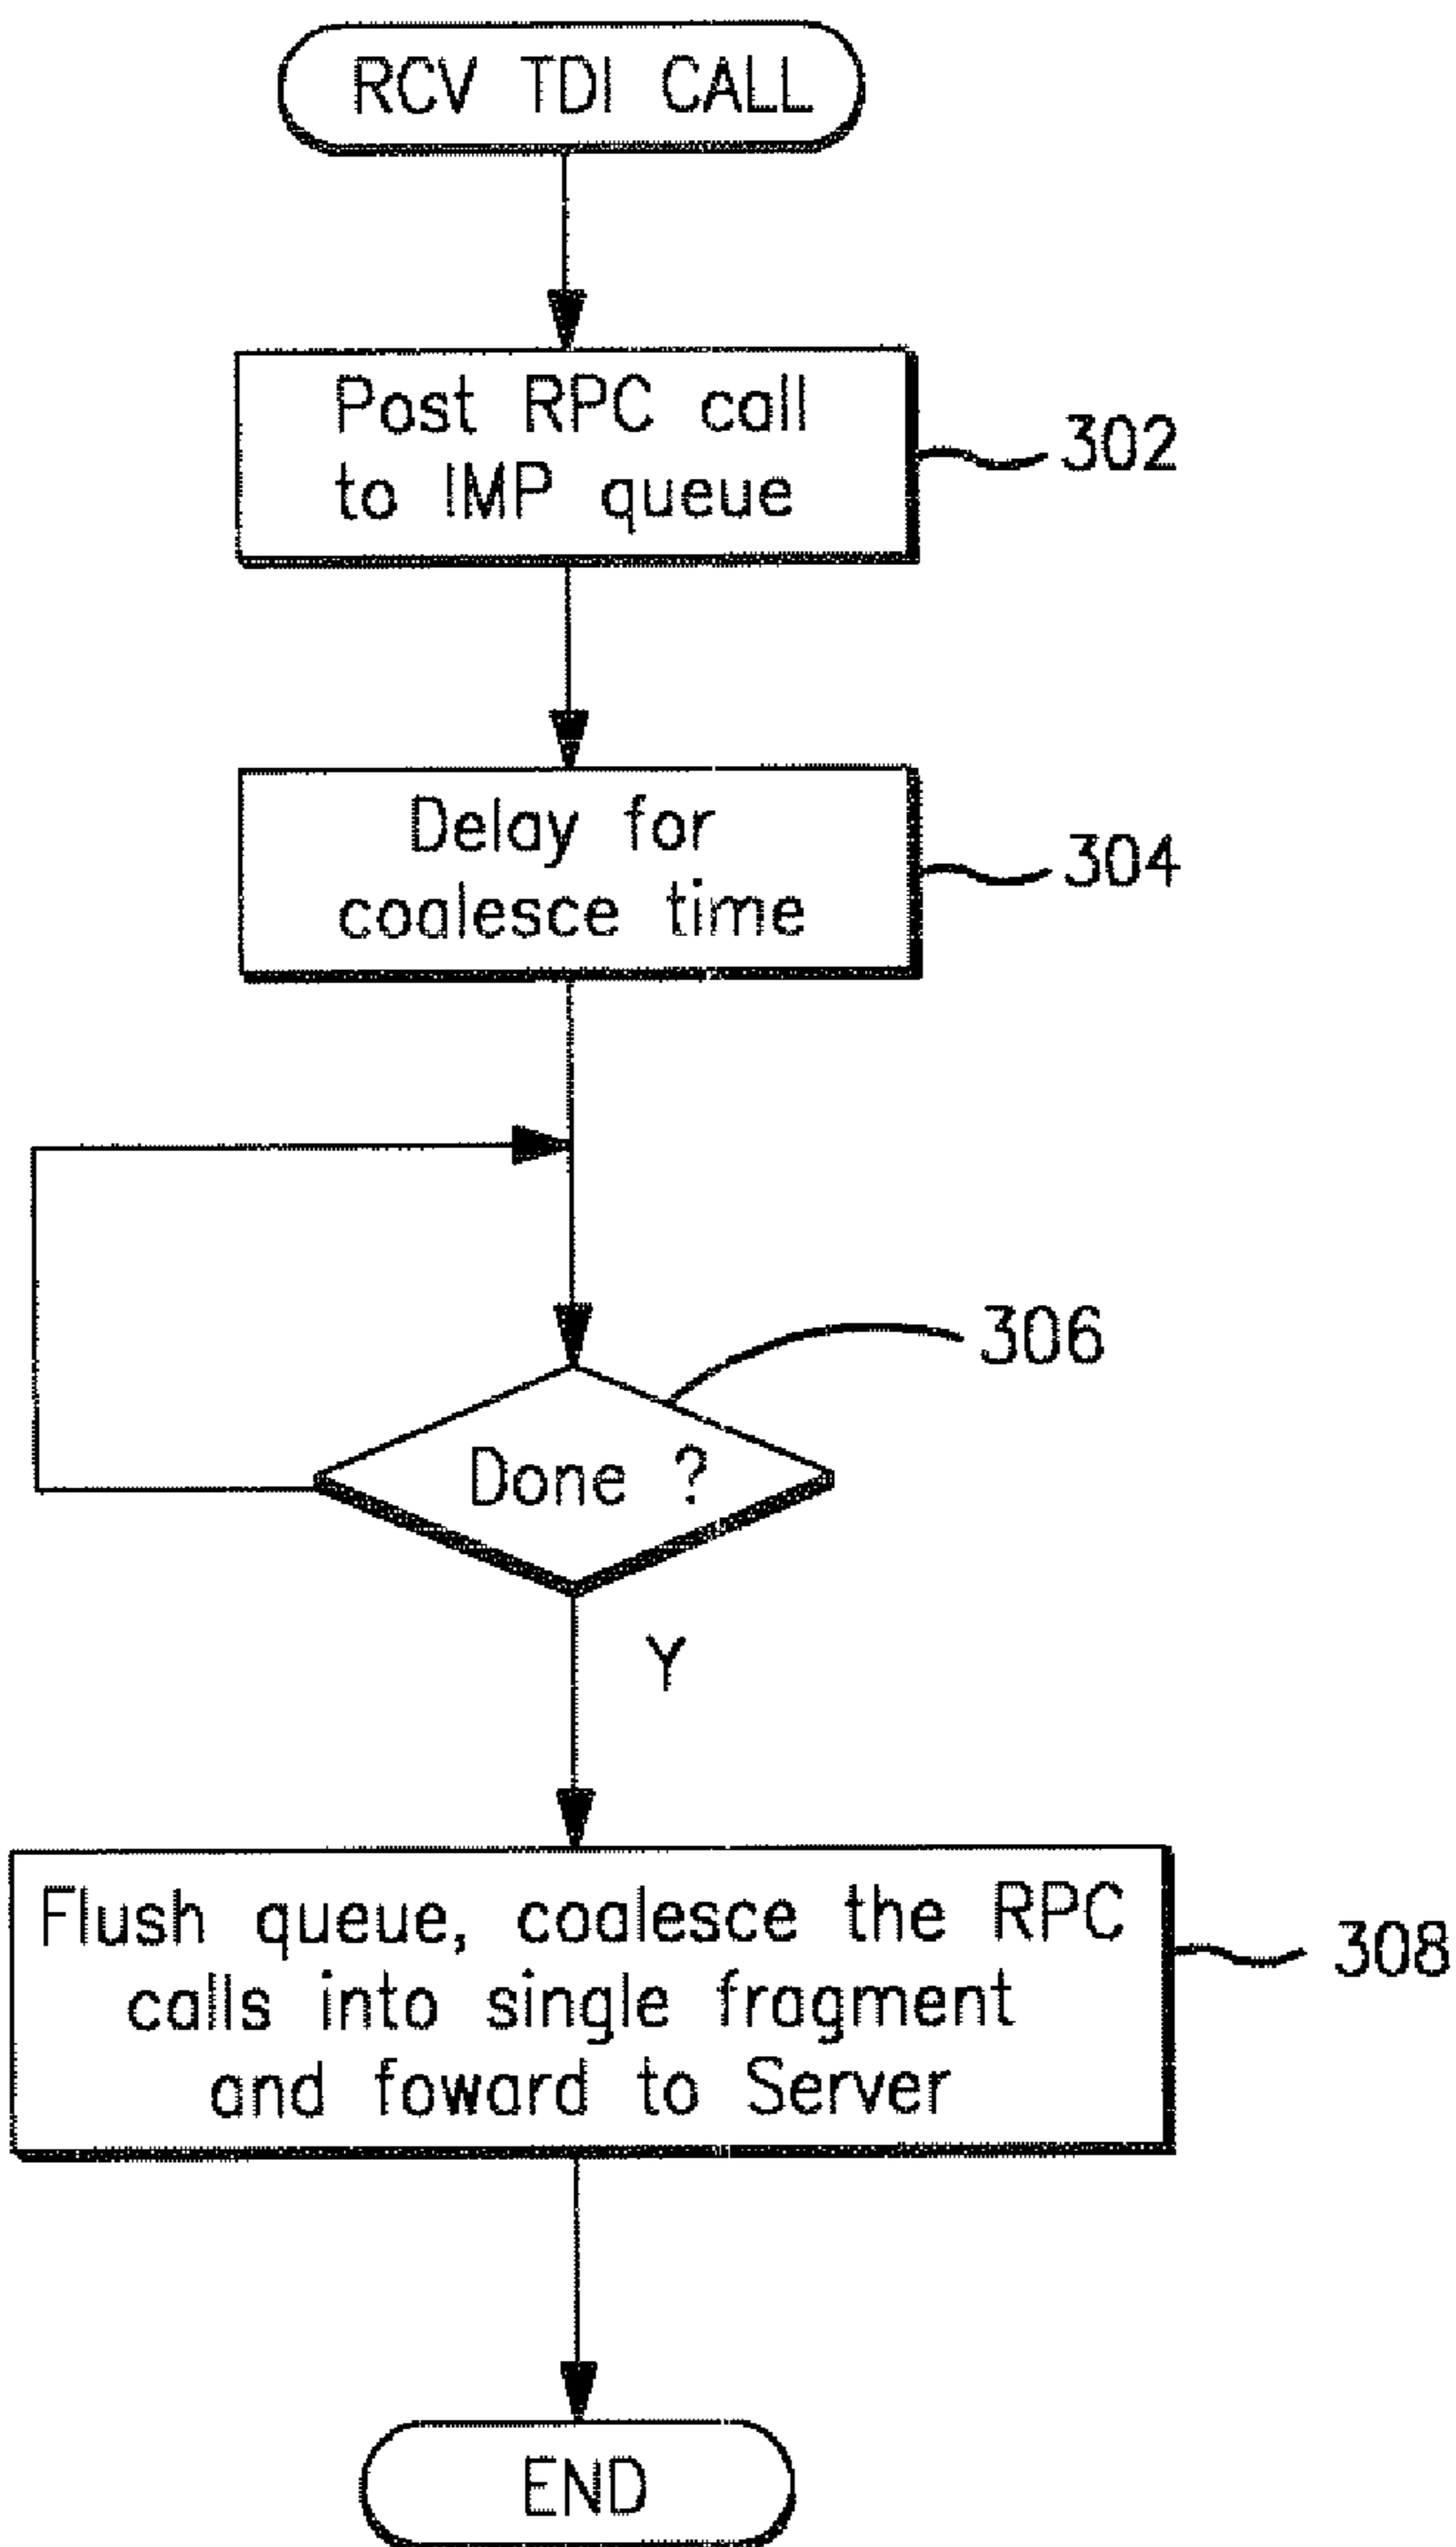 RCV TDI CALL
Post RPC call
to IMP queue
302
Delay for
coalesce time
304
306
Done ?
Y
Flush queue, coalesce the RPC
calls into single fragment
and foward to Server
308
END